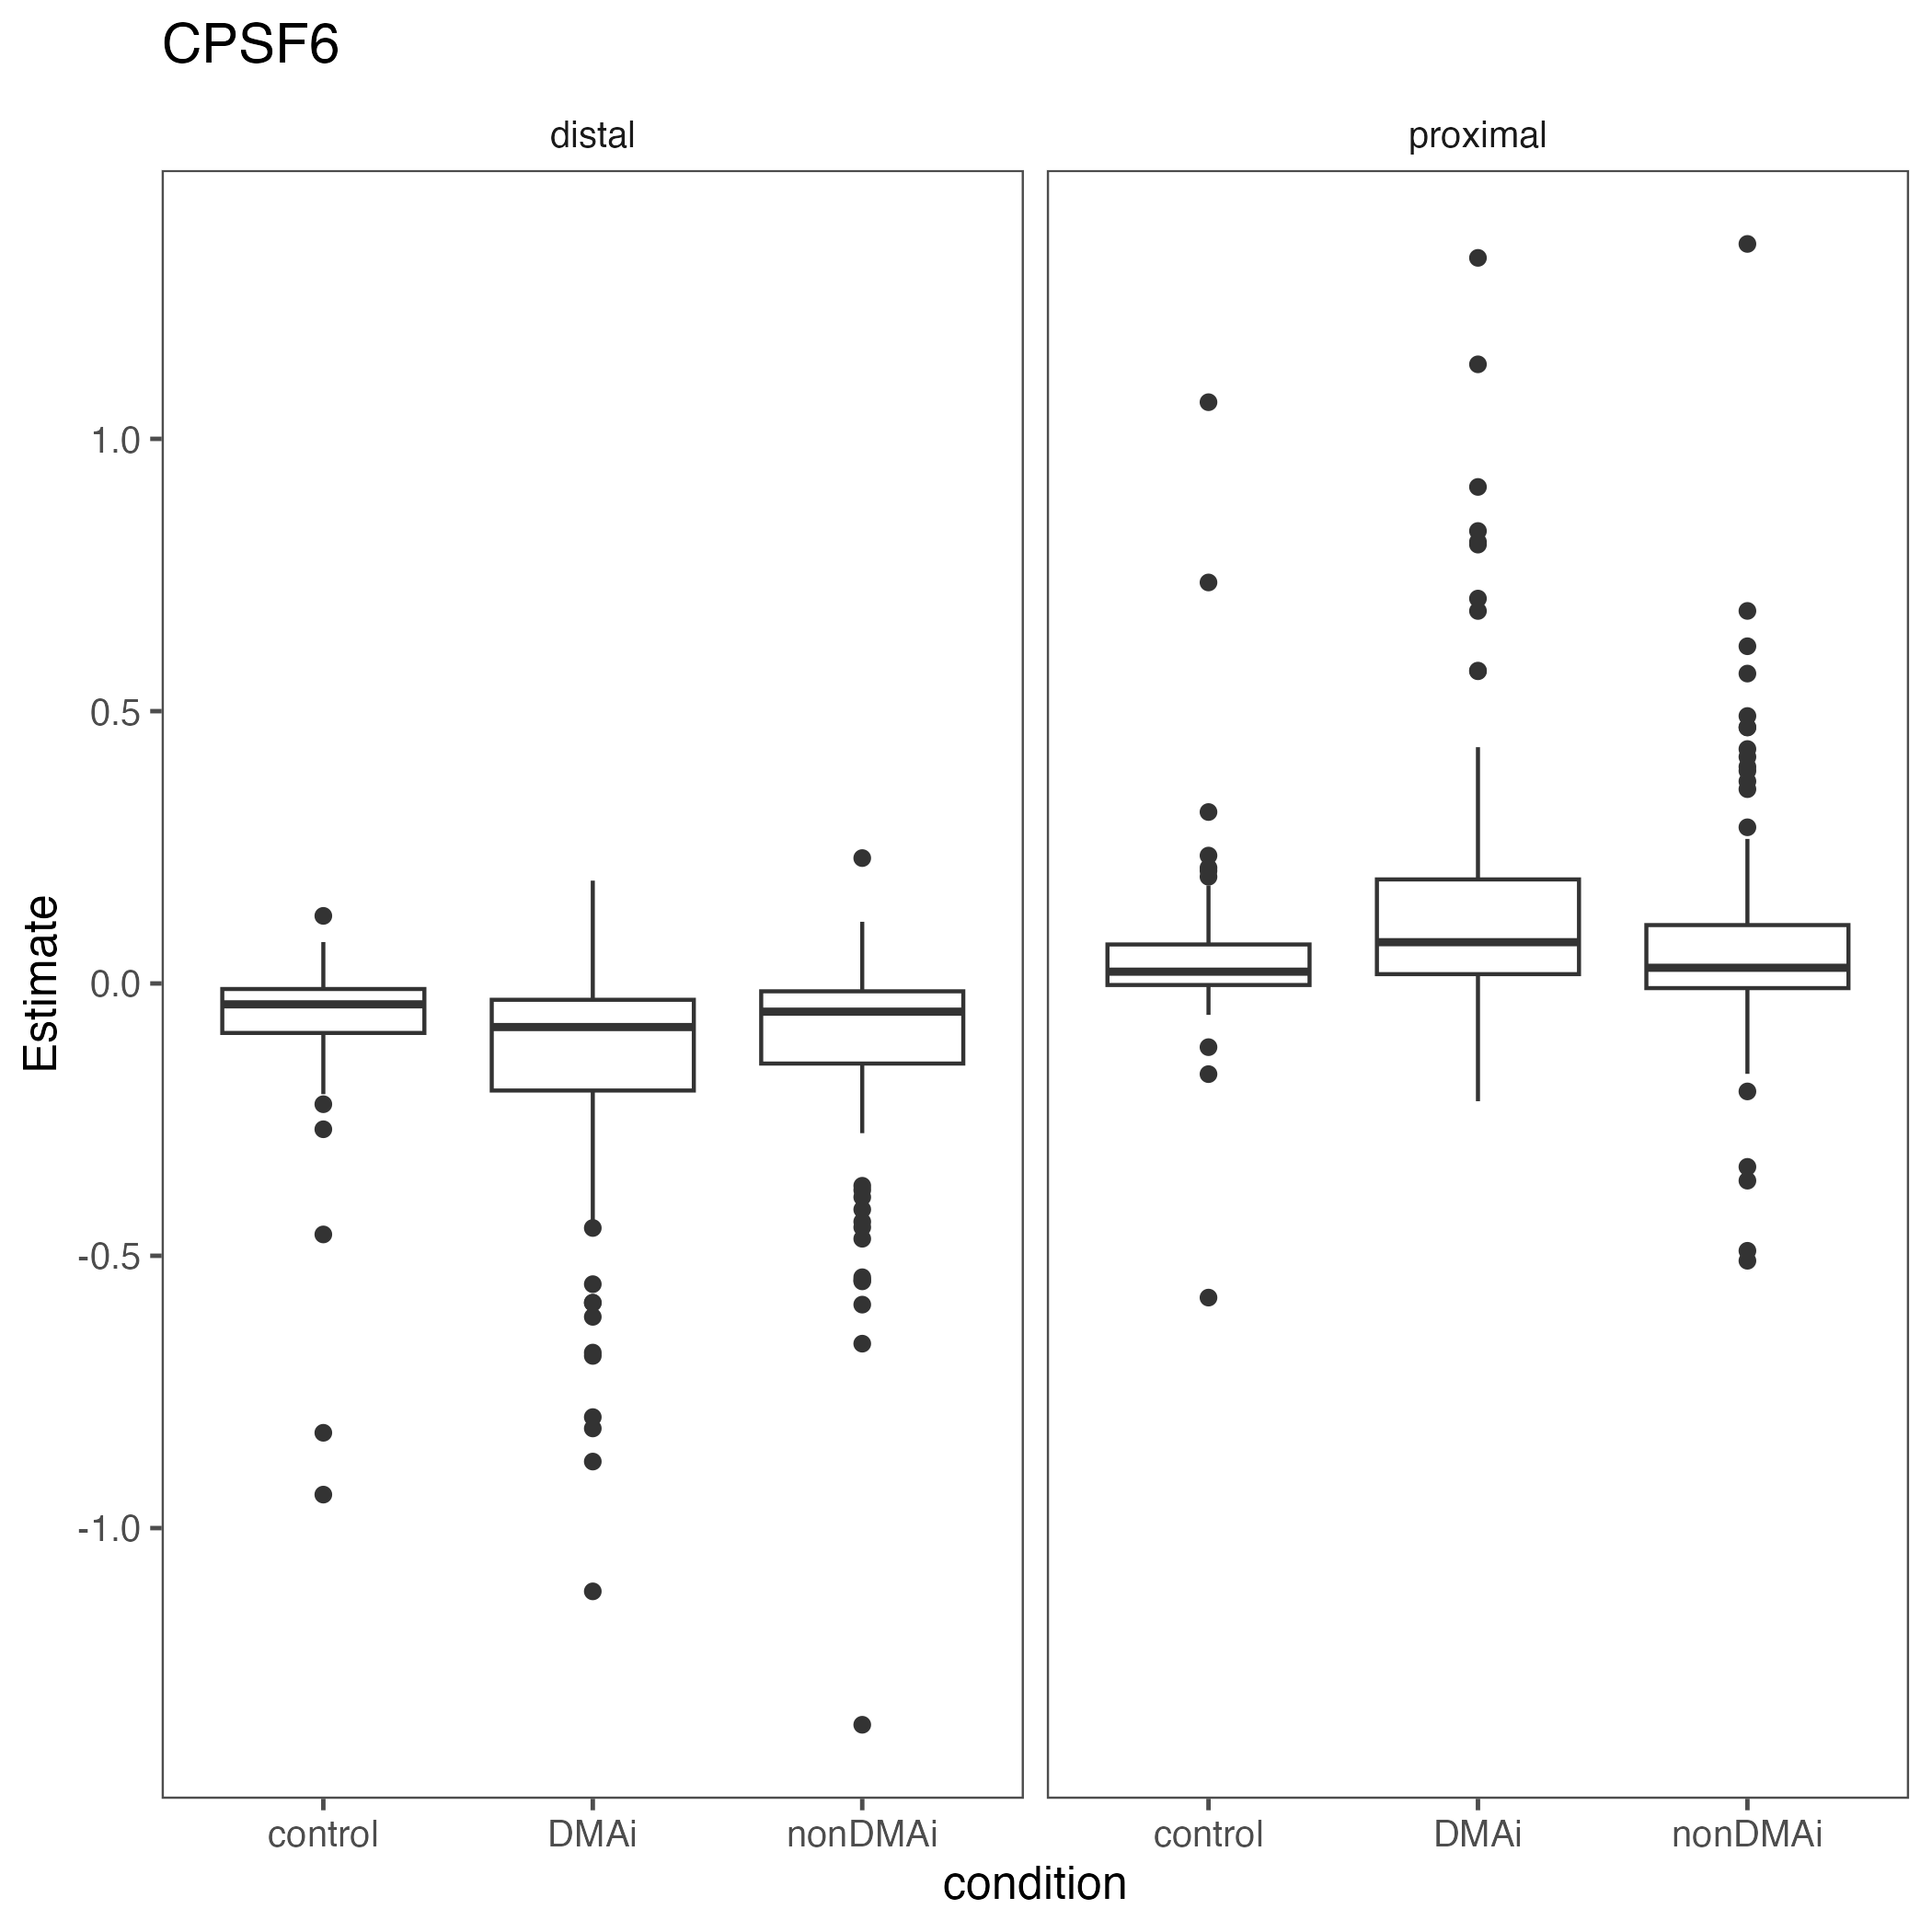 CPSF6
distal
proximal
1.0
0.5
0.0
-0.5
-1.0
Estimate
control
DMAi
nonDMAi
control
DMAi
nonDMAi
condition